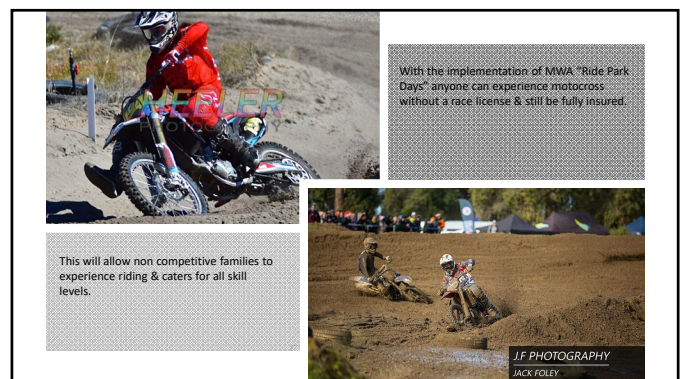 With the implementation of MWA "Ride Park
Days" anyone can experience motocross
without a race license & still be fully insured.
This will allow non competitive families to
experience riding & caters for all skill
levels.
J.F PHOTOGRAPHY
JACK FOLEY